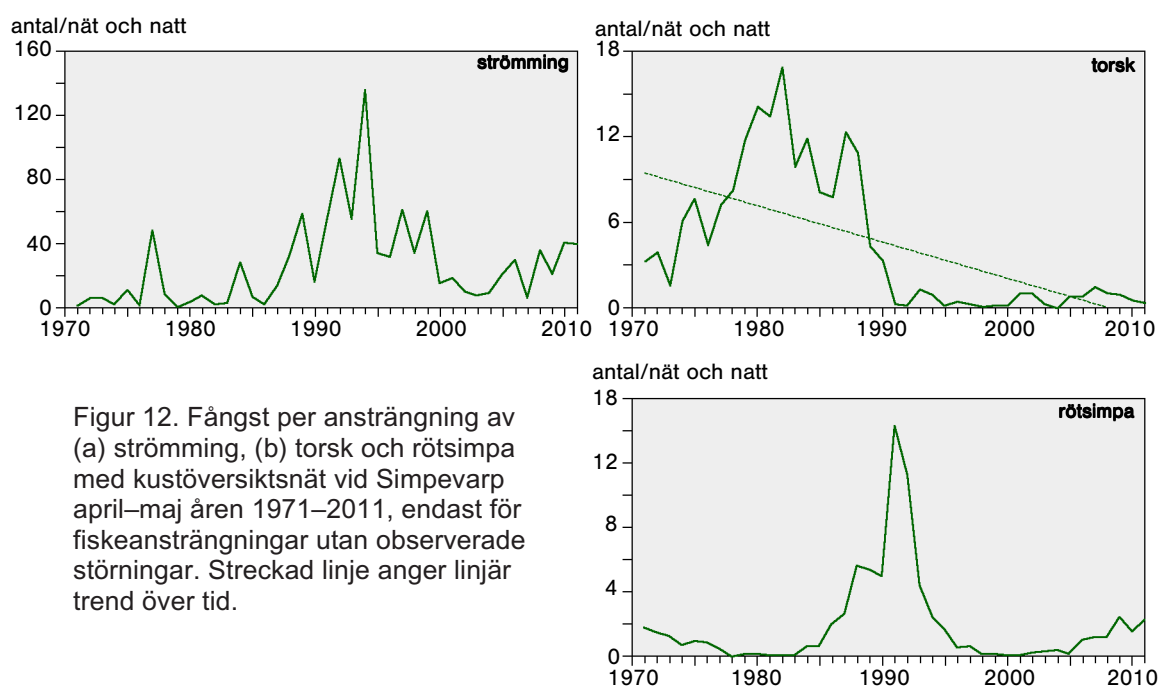 antal/nät och natt
strömming
160
120
80
40
0
1970 1980 1990 2000 2010
antal/nät och natt
torsk
18
12
6
0
1970 1980 1990 2000 2010
Figur 12. Fångst per ansträngning av
(a) strömming, (b) torsk och rötsimpa
med kustöversiktsnät vid Simpevarp
april–maj åren 1971–2011, endast för
fiskeansträngningar utan observerade
störningar. Streckad linje anger linjär
trend över tid.
antal/nät och natt
rötsimpa
18
12
8
4
0
1970 1980 1990 2000 2010